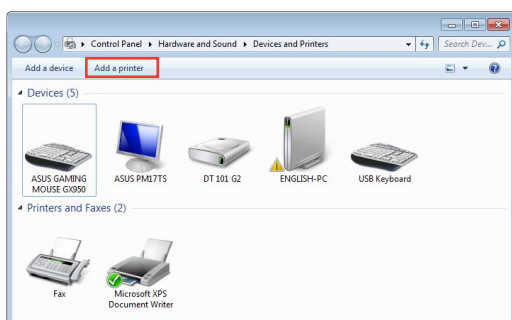 Control Panel ▸ Hardware and Sound ▸ Devices and Printers
Search Dev...
Add a device
Add a printer
Devices (5)
ASUS GAMING
MOUSE GX950
ASUS PM17TS
DT 101 G2
ENGLISH-PC
USB Keyboard
Printers and Faxes (2)
Fax
Microsoft XPS
Document Writer